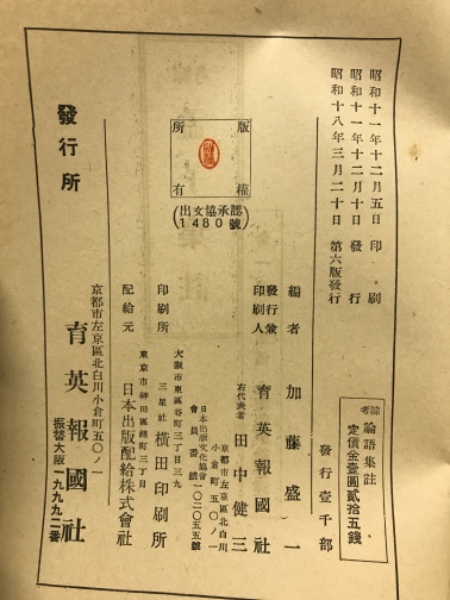 昭和十一年十二月五日 印刷
昭和十一年十二月十日 發行
昭和十八年三月二十日 第六版發行
版權
所有
(出文協承認
1480號)
發行壹千部
論語集註
定價金壹圓貳拾五錢
編者 加藤盛一
發行兼
印刷人 育英報國社
右代表者 田中健三
京都市左京區北白川
小倉町五〇ノ一
日本出版文化協會
會員番號一〇二〇五五號
大阪市東區谷町三丁目三九
印刷所 三星社 橫田印刷所
東京市神田區錦町三丁目
配給元 日本出版配給株式會社
發行所
京都市左京區北白川小倉町五〇ノ一
育英報國社
振替大阪一九九九二番